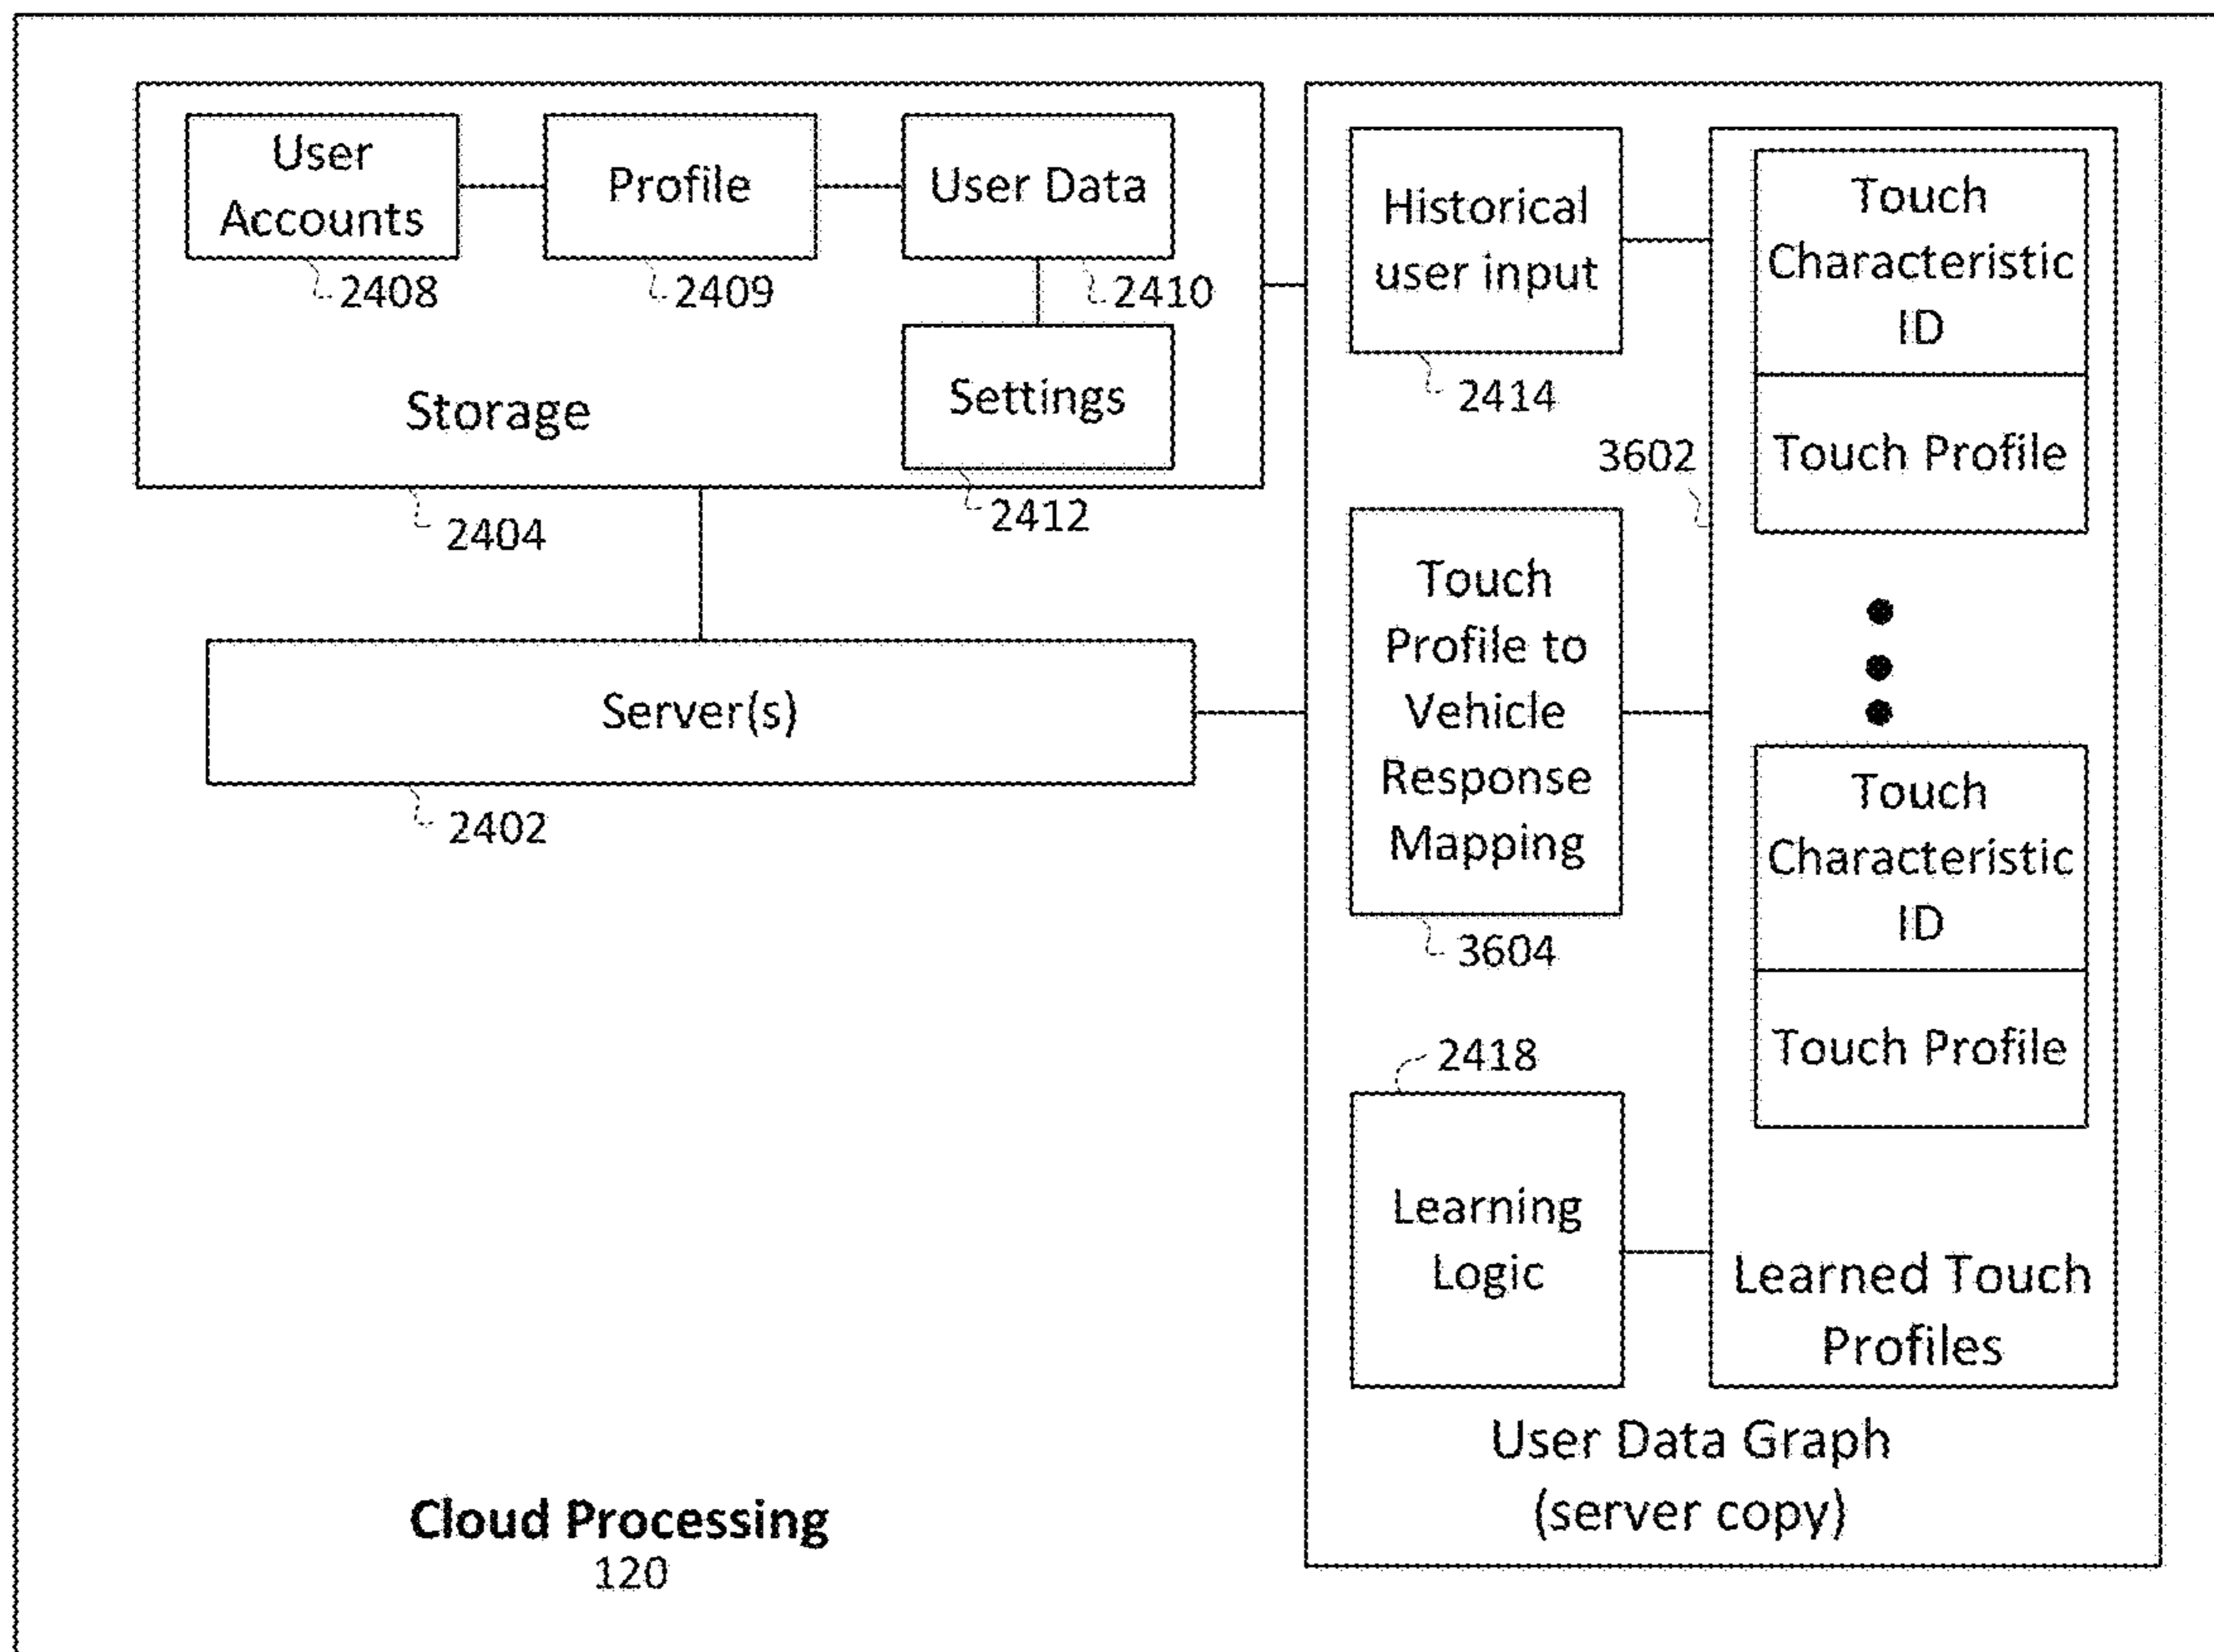 User
Accounts
2408
Profile
2409
User Data
2410
Settings
2412
Storage
2404
Server(s)
2402
Historical
user input
2414
Touch
Profile to
Vehicle
Response
Mapping
3604
2418
Learning
Logic
3602
Touch
Characteristic
ID
Touch Profile
Touch
Characteristic
ID
Touch Profile
Learned Touch
Profiles
User Data Graph
(server copy)
Cloud Processing
120